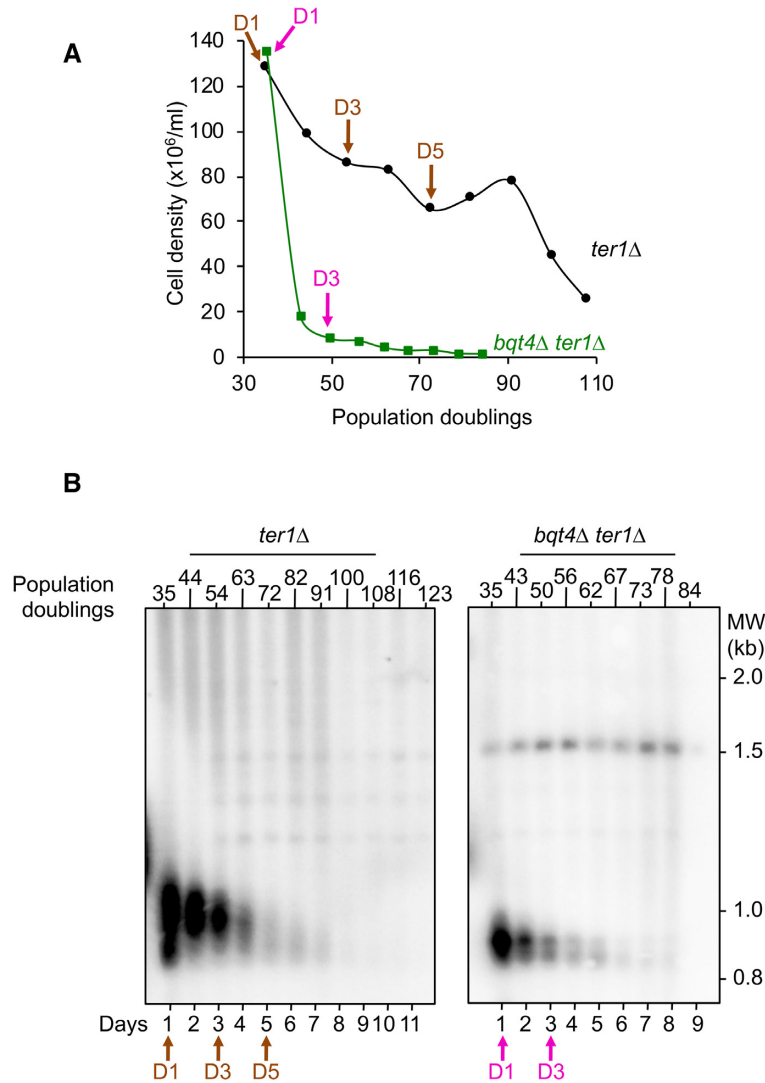 A
D1
D1
140
120
100
80
60
40
20
0
Cell density (x10⁶/ml)
D3
D5
D3
ter1Δ
bqt4Δ ter1Δ
30 50 70 90 110
Population doublings
B
ter1Δ
bqt4Δ ter1Δ
Population doublings
44 63 82 100 116
35 54 72 91 108 123
43 56 67 78
35 50 62 73 84
MW
(kb)
2.0
1.5
1.0
0.8
Days 1 2 3 4 5 6 7 8 9 10 11
1 2 3 4 5 6 7 8 9
D1 D3 D5
D1 D3